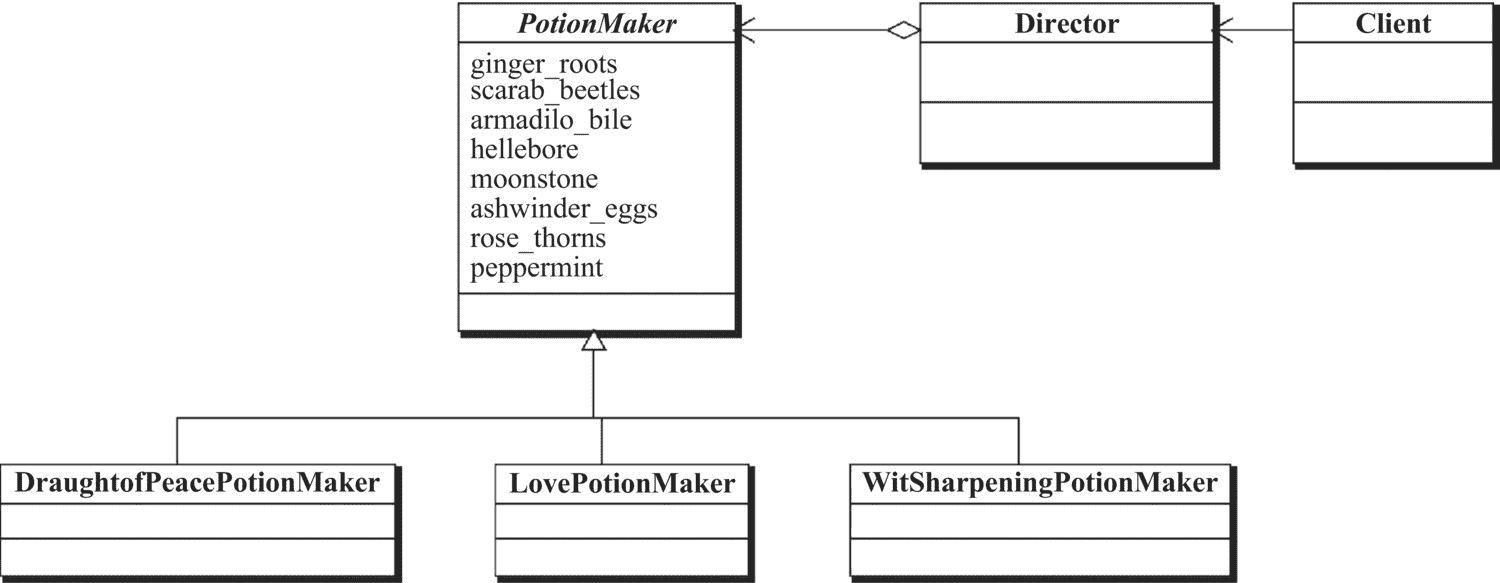 PotionMaker
Director
Client
ginger_roots
scarab_beetles
armadilo_bile
hellebore
moonstone
ashwinder_eggs
rose_thorns
peppermint
DraughtofPeacePotionMaker
LovePotionMaker
WitSharpeningPotionMaker